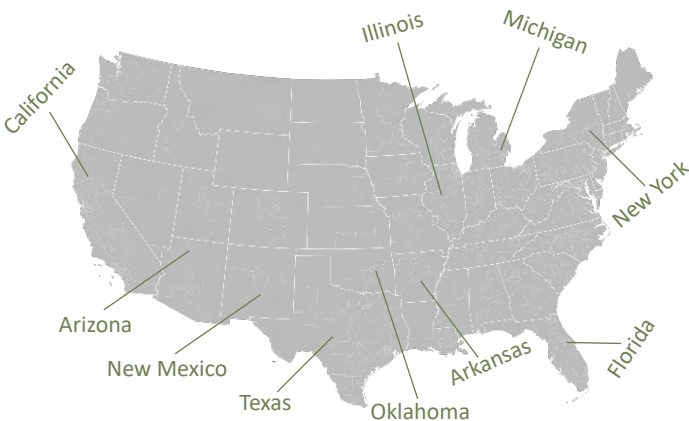 Illinois
Michigan
California
New York
Arizona
New Mexico
Texas
Oklahoma
Arkansas
Florida